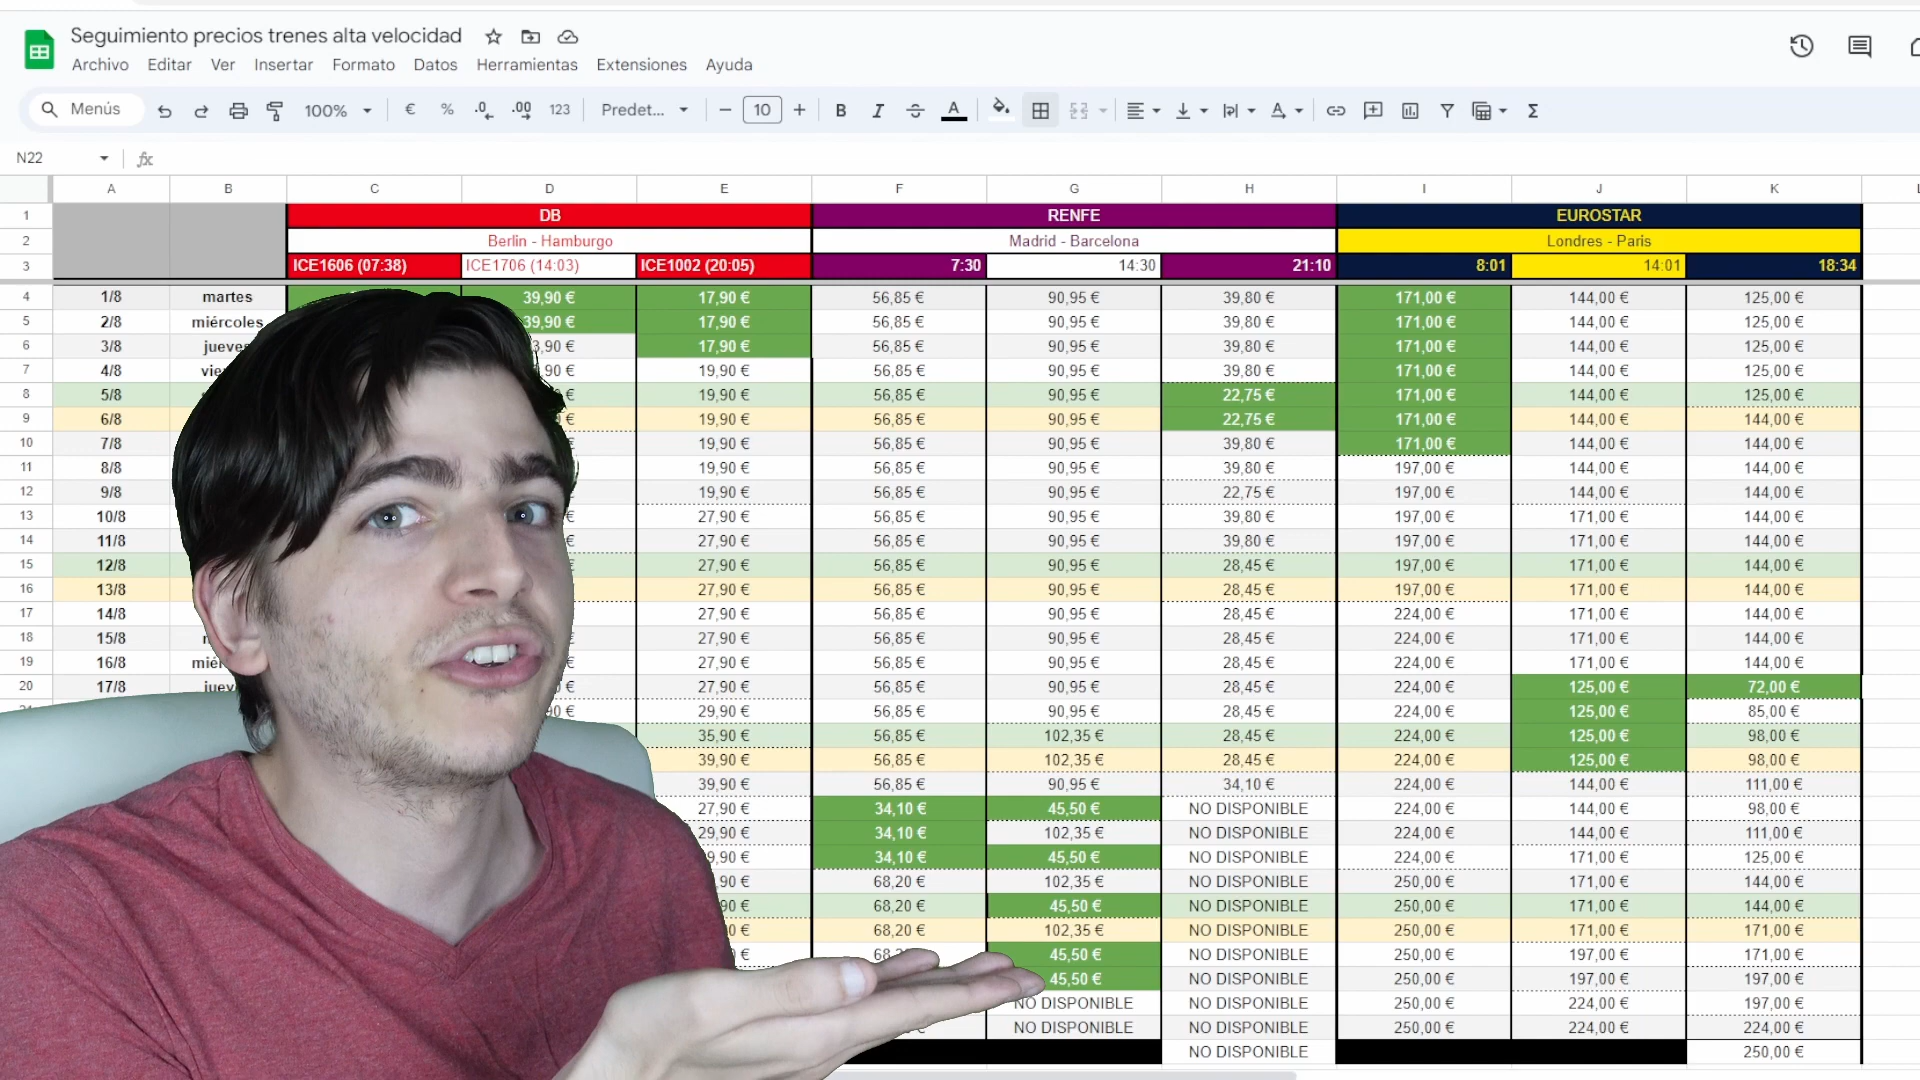 Seguimiento precios trenes alta velocidad
Archivo Editar Ver Insertar Formato Datos Herramientas Extensiones Ayuda
Menús 100% € % .0 .00 123 Predet... − 10 + B I S A Σ
N22 fx
A B C D E F G H I J K
1 DB RENFE EUROSTAR
2 Berlin - Hamburgo Madrid - Barcelona Londres - Paris
3 ICE1606 (07:38) ICE1706 (14:03) ICE1002 (20:05) 7:30 14:30 21:10 8:01 14:01 18:34
4 1/8 martes 39,90 € 17,90 € 56,85 € 90,95 € 39,80 € 171,00 € 144,00 € 125,00 €
5 2/8 miércoles 39,90 € 17,90 € 56,85 € 90,95 € 39,80 € 171,00 € 144,00 € 125,00 €
6 3/8 jueves 17,90 € 56,85 € 90,95 € 39,80 € 171,00 € 144,00 € 125,00 €
7 4/8 19,90 € 56,85 € 90,95 € 39,80 € 171,00 € 144,00 € 125,00 €
8 5/8 19,90 € 56,85 € 90,95 € 22,75 € 171,00 € 144,00 € 125,00 €
9 6/8 19,90 € 56,85 € 90,95 € 22,75 € 171,00 € 144,00 € 144,00 €
10 7/8 19,90 € 56,85 € 90,95 € 39,80 € 171,00 € 144,00 € 144,00 €
11 8/8 19,90 € 56,85 € 90,95 € 39,80 € 197,00 € 144,00 € 144,00 €
12 9/8 19,90 € 56,85 € 90,95 € 22,75 € 197,00 € 144,00 € 144,00 €
13 10/8 27,90 € 56,85 € 90,95 € 39,80 € 197,00 € 171,00 € 144,00 €
14 11/8 27,90 € 56,85 € 90,95 € 39,80 € 197,00 € 171,00 € 144,00 €
15 12/8 27,90 € 56,85 € 90,95 € 28,45 € 197,00 € 171,00 € 144,00 €
16 13/8 27,90 € 56,85 € 90,95 € 28,45 € 197,00 € 171,00 € 144,00 €
17 14/8 27,90 € 56,85 € 90,95 € 28,45 € 224,00 € 171,00 € 144,00 €
18 15/8 27,90 € 56,85 € 90,95 € 28,45 € 224,00 € 171,00 € 144,00 €
19 16/8 27,90 € 56,85 € 90,95 € 28,45 € 224,00 € 171,00 € 144,00 €
20 17/8 27,90 € 56,85 € 90,95 € 28,45 € 224,00 € 125,00 € 72,00 €
29,90 € 56,85 € 90,95 € 28,45 € 224,00 € 125,00 € 85,00 €
35,90 € 56,85 € 102,35 € 28,45 € 224,00 € 125,00 € 98,00 €
39,90 € 56,85 € 102,35 € 28,45 € 224,00 € 125,00 € 98,00 €
39,90 € 56,85 € 90,95 € 34,10 € 224,00 € 144,00 € 111,00 €
27,90 € 34,10 € 45,50 € NO DISPONIBLE 224,00 € 144,00 € 98,00 €
29,90 € 34,10 € 102,35 € NO DISPONIBLE 224,00 € 144,00 € 111,00 €
34,10 € 45,50 € NO DISPONIBLE 224,00 € 171,00 € 125,00 €
68,20 € 102,35 € NO DISPONIBLE 250,00 € 171,00 € 144,00 €
68,20 € 45,50 € NO DISPONIBLE 250,00 € 171,00 € 144,00 €
68,20 € 102,35 € NO DISPONIBLE 250,00 € 171,00 € 171,00 €
45,50 € NO DISPONIBLE 250,00 € 197,00 € 171,00 €
45,50 € NO DISPONIBLE 250,00 € 197,00 € 197,00 €
NO DISPONIBLE NO DISPONIBLE 250,00 € 224,00 € 197,00 €
NO DISPONIBLE NO DISPONIBLE 250,00 € 224,00 € 224,00 €
NO DISPONIBLE 250,00 €